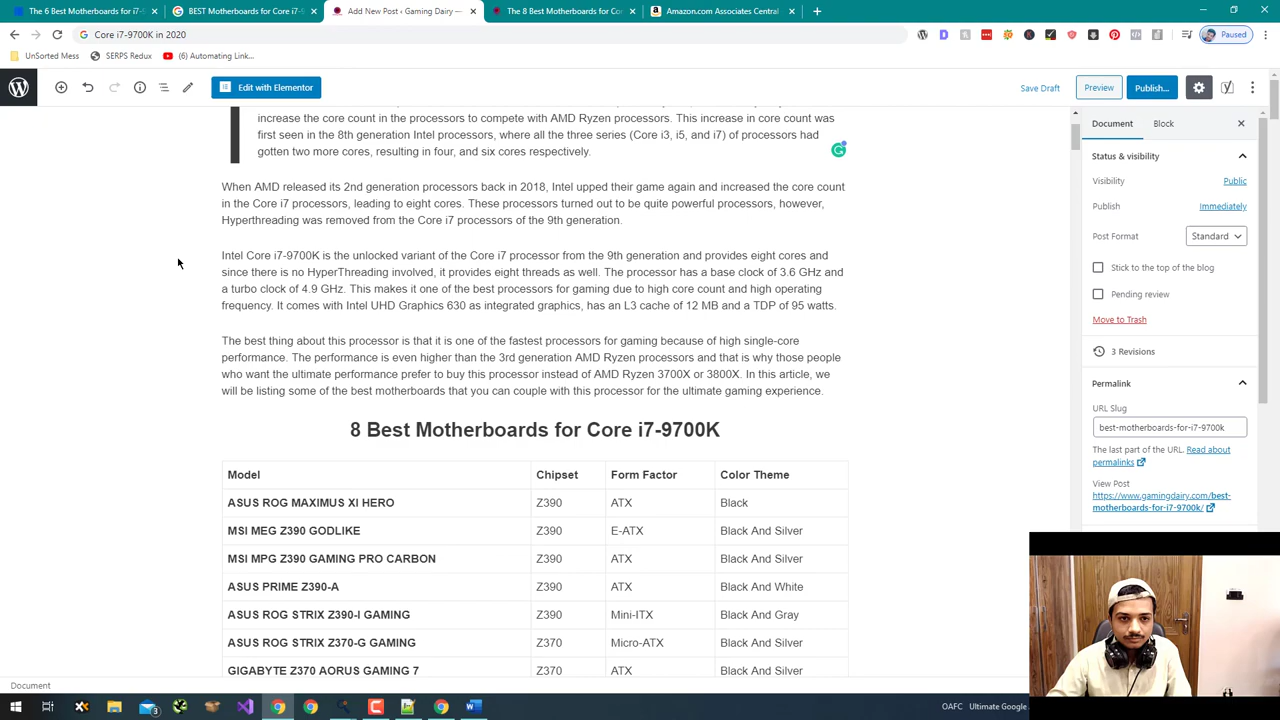 The 6 Best Motherboards for i7-9
BEST Motherboards for Core i7-
Add New Post ‹ Gaming Dairy —
The 8 Best Motherboards for Cor
Amazon.com Associates Central
Core i7-9700K in 2020
Paused
UnSorted Mess
SERPS Redux
(5) Automating Link...
Edit with Elementor
Save Draft
Preview
Publish...
increase the core count in the processors to compete with AMD Ryzen processors. This increase in core count was
first seen in the 8th generation Intel processors, where all the three series (Core i3, i5, and i7) of processors had
gotten two more cores, resulting in four, and six cores respectively.
When AMD released its 2nd generation processors back in 2018, Intel upped their game again and increased the core count
in the Core i7 processors, leading to eight cores. These processors turned out to be quite powerful processors, however,
Hyperthreading was removed from the Core i7 processors of the 9th generation.
Intel Core i7-9700K is the unlocked variant of the Core i7 processor from the 9th generation and provides eight cores and
since there is no HyperThreading involved, it provides eight threads as well. The processor has a base clock of 3.6 GHz and
a turbo clock of 4.9 GHz. This makes it one of the best processors for gaming due to high core count and high operating
frequency. It comes with Intel UHD Graphics 630 as integrated graphics, has an L3 cache of 12 MB and a TDP of 95 watts.
The best thing about this processor is that it is one of the fastest processors for gaming because of high single-core
performance. The performance is even higher than the 3rd generation AMD Ryzen processors and that is why those people
who want the ultimate performance prefer to buy this processor instead of AMD Ryzen 3700X or 3800X. In this article, we
will be listing some of the best motherboards that you can couple with this processor for the ultimate gaming experience.
8 Best Motherboards for Core i7-9700K
Model Chipset Form Factor Color Theme
ASUS ROG MAXIMUS XI HERO Z390 ATX Black
MSI MEG Z390 GODLIKE Z390 E-ATX Black And Silver
MSI MPG Z390 GAMING PRO CARBON Z390 ATX Black And Silver
ASUS PRIME Z390-A Z390 ATX Black And White
ASUS ROG STRIX Z390-I GAMING Z390 Mini-ITX Black And Gray
ASUS ROG STRIX Z370-G GAMING Z370 Micro-ATX Black And Silver
GIGABYTE Z370 AORUS GAMING 7 Z370 ATX Black And Silver
Document
Block
Status & visibility
Visibility Public
Publish Immediately
Post Format Standard
Stick to the top of the blog
Pending review
Move to Trash
3 Revisions
Permalink
URL Slug
best-motherboards-for-i7-9700k
The last part of the URL. Read about
permalinks
View Post
https://www.gamingdairy.com/best-
motherboards-for-i7-9700k/
Document
3
OAFC
Ultimate Google